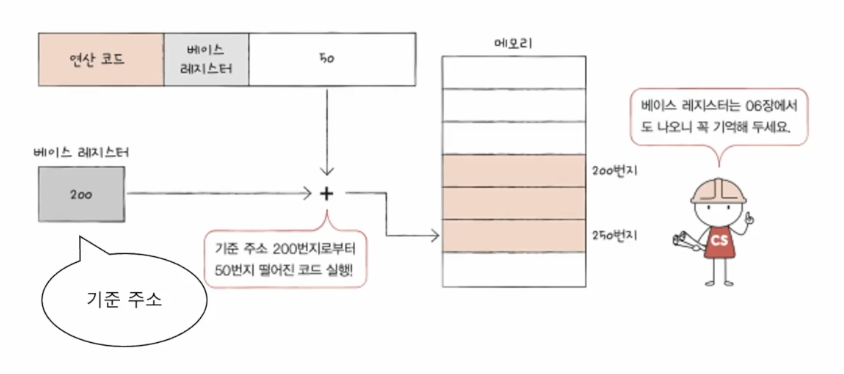 메모리
연산 코드
베이스
레지스터
50
베이스 레지스터는 06장에서
도 나오니 꼭 기억해 두세요.
베이스 레지스터
200
+
200번지
250번지
기준 주소 200번지로부터
50번지 떨어진 코드 실행!
CS
기준 주소